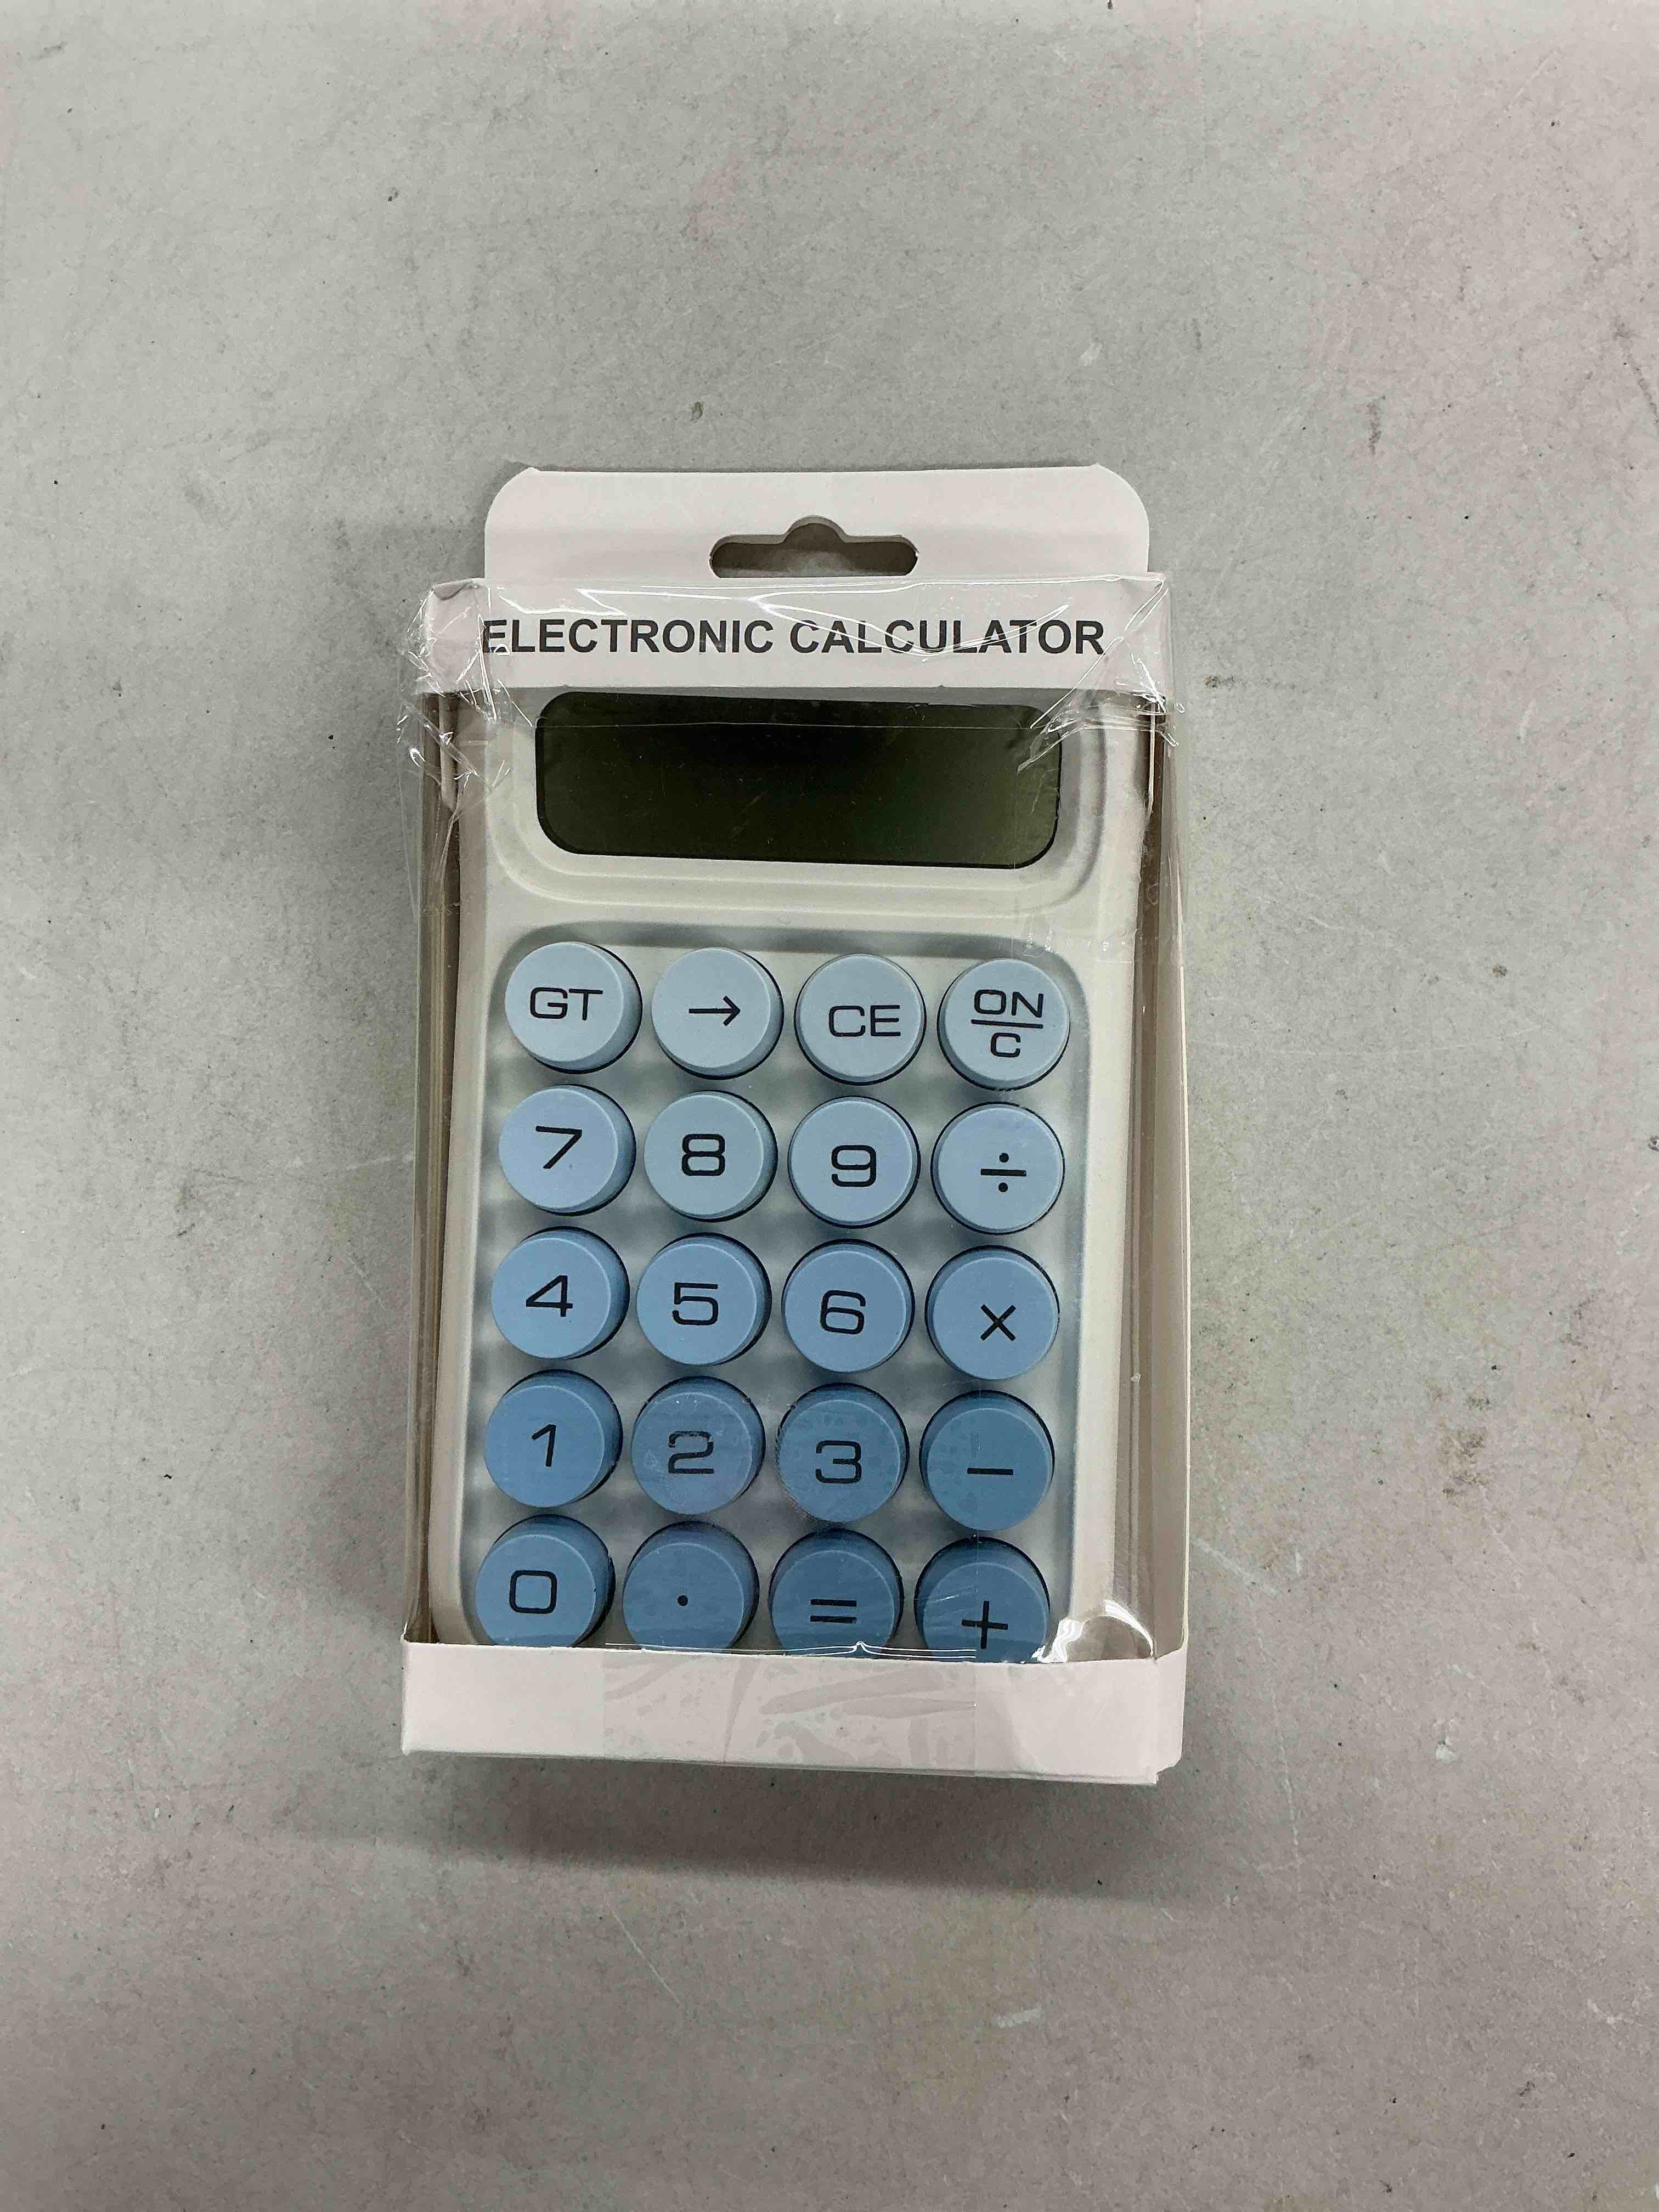 ELECTRONIC CALCULATOR
GT → CE ON/C
7 8 9 ÷
4 5 6 ×
1 2 3 −
0 . = +